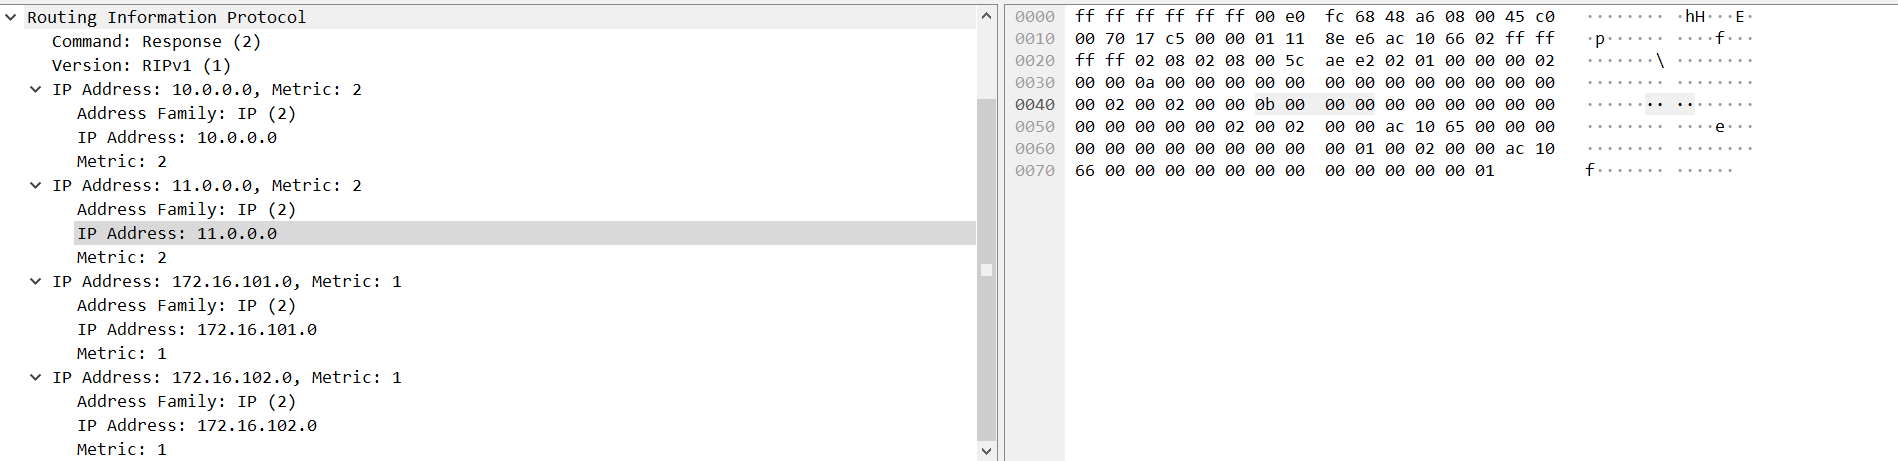 Routing Information Protocol
Command: Response (2)
Version: RIPv1 (1)
IP Address: 10.0.0.0, Metric: 2
Address Family: IP (2)
IP Address: 10.0.0.0
Metric: 2
IP Address: 11.0.0.0, Metric: 2
Address Family: IP (2)
IP Address: 11.0.0.0
Metric: 2
IP Address: 172.16.101.0, Metric: 1
Address Family: IP (2)
IP Address: 172.16.101.0
Metric: 1
IP Address: 172.16.102.0, Metric: 1
Address Family: IP (2)
IP Address: 172.16.102.0
Metric: 1
0000 ff ff ff ff ff ff 00 e0 fc 68 48 a6 08 00 45 c0 ········ ·hH···E·
0010 00 70 17 c5 00 00 01 11 8e e6 ac 10 66 02 ff ff ·p······ ····f···
0020 ff ff 02 08 02 08 00 5c ae e2 02 01 00 00 00 02 ·······\ ········
0030 00 00 0a 00 00 00 00 00 00 00 00 00 00 00 00 00 ········ ········
0040 00 02 00 02 00 00 0b 00 00 00 00 00 00 00 00 00 ········ ········
0050 00 00 00 00 00 02 00 02 00 00 ac 10 65 00 00 00 ········ ····e···
0060 00 00 00 00 00 00 00 00 00 01 00 02 00 00 ac 10 ········ ········
0070 66 00 00 00 00 00 00 00 00 00 00 00 00 01 f······· ······